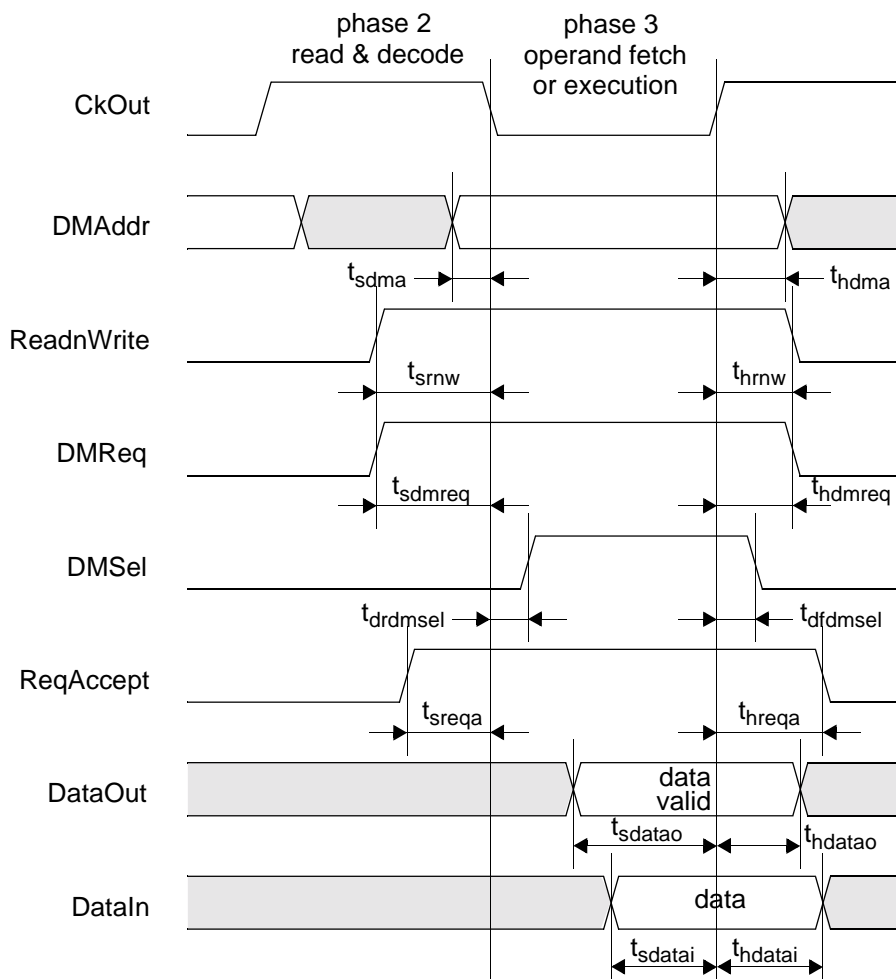 phase 2
read & decode
phase 3
operand fetch
or execution
CkOut
DMAddr
tsdma
thdma
ReadnWrite
tsrnw
thrnw
DMReq
tsdmreq
thdmreq
DMSel
tdrdmsel
tdfdmsel
ReqAccept
tsreqa
threqa
DataOut
data
valid
tsdatao
thdatao
DataIn
data
tsdatai
thdatai